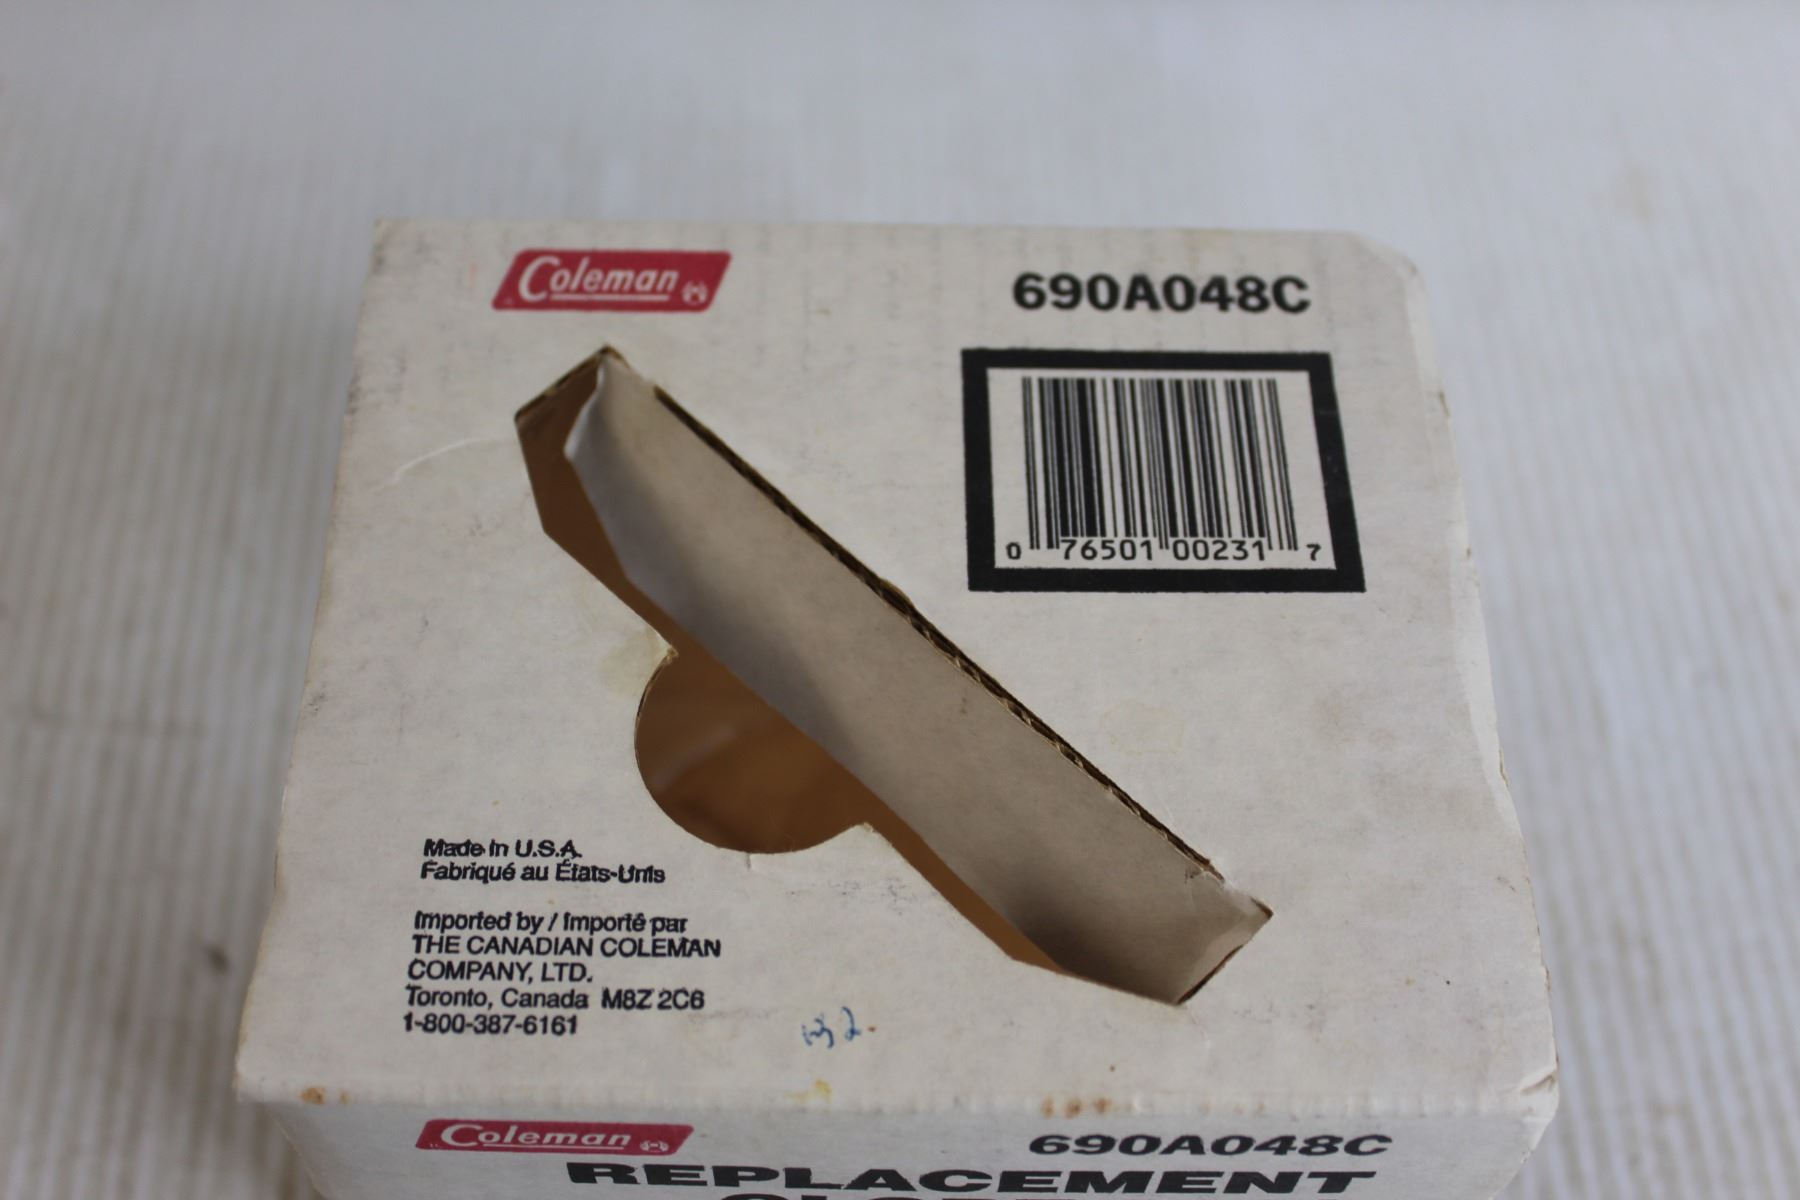 Coleman
690A048C
0 76501 00231 7
Made in U.S.A.
Fabriqué au États-Unis
Imported by / Importé par
THE CANADIAN COLEMAN
COMPANY, LTD.
Toronto, Canada M8Z 2C6
1-800-387-6161
Coleman
690A048C
REPLACEMENT